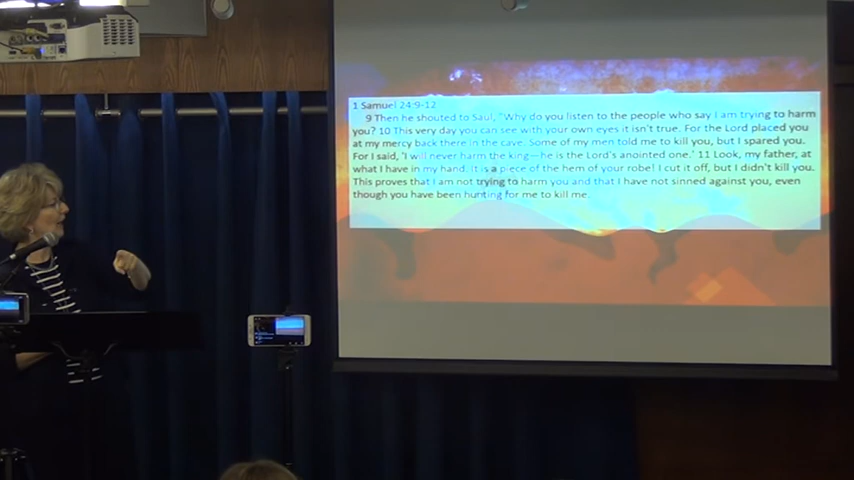 1 Samuel 24:9-12
9 Then he shouted to Saul, "Why do you listen to the people who say I am trying to harm
you? 10 This very day you can see with your own eyes it isn't true. For the Lord placed you
at my mercy back there in the cave. Some of my men told me to kill you, but I spared you.
For I said, 'I will never harm the king—he is the Lord's anointed one.' 11 Look, my father, at
what I have in my hand. It is a piece of the hem of your robe! I cut it off, but I didn't kill you.
This proves that I am not trying to harm you and that I have not sinned against you, even
though you have been hunting for me to kill me.